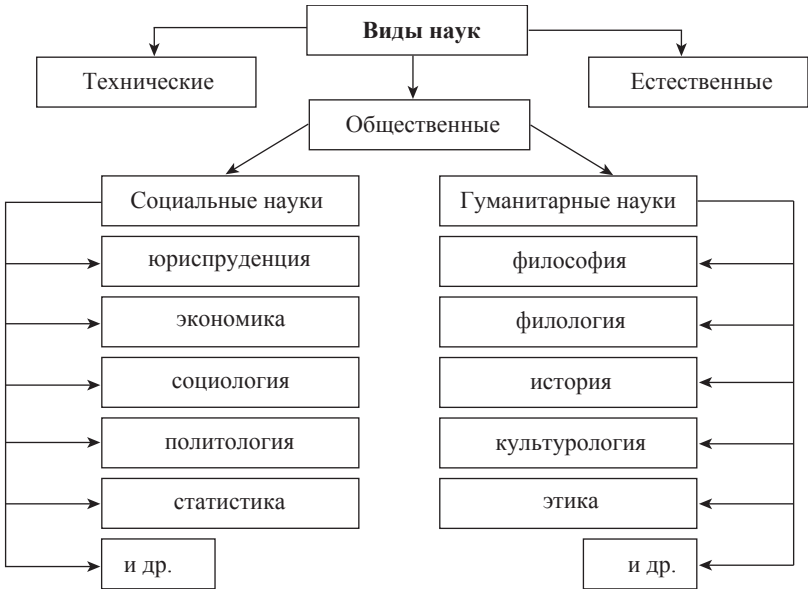 Виды наук
Технические
Естественные
Общественные
Социальные науки
Гуманитарные науки
юриспруденция
философия
экономика
филология
социология
история
политология
культурология
статистика
этика
и др.
и др.